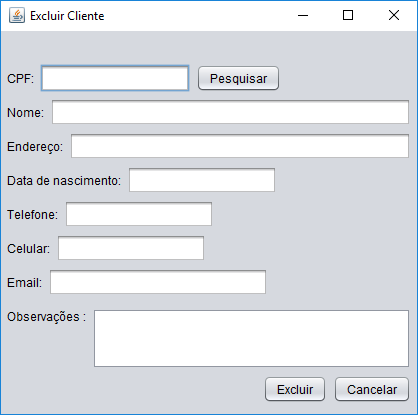 Excluir Cliente
CPF: Pesquisar
Nome:
Endereço:
Data de nascimento:
Telefone:
Celular:
Email:
Observações :
Excluir Cancelar